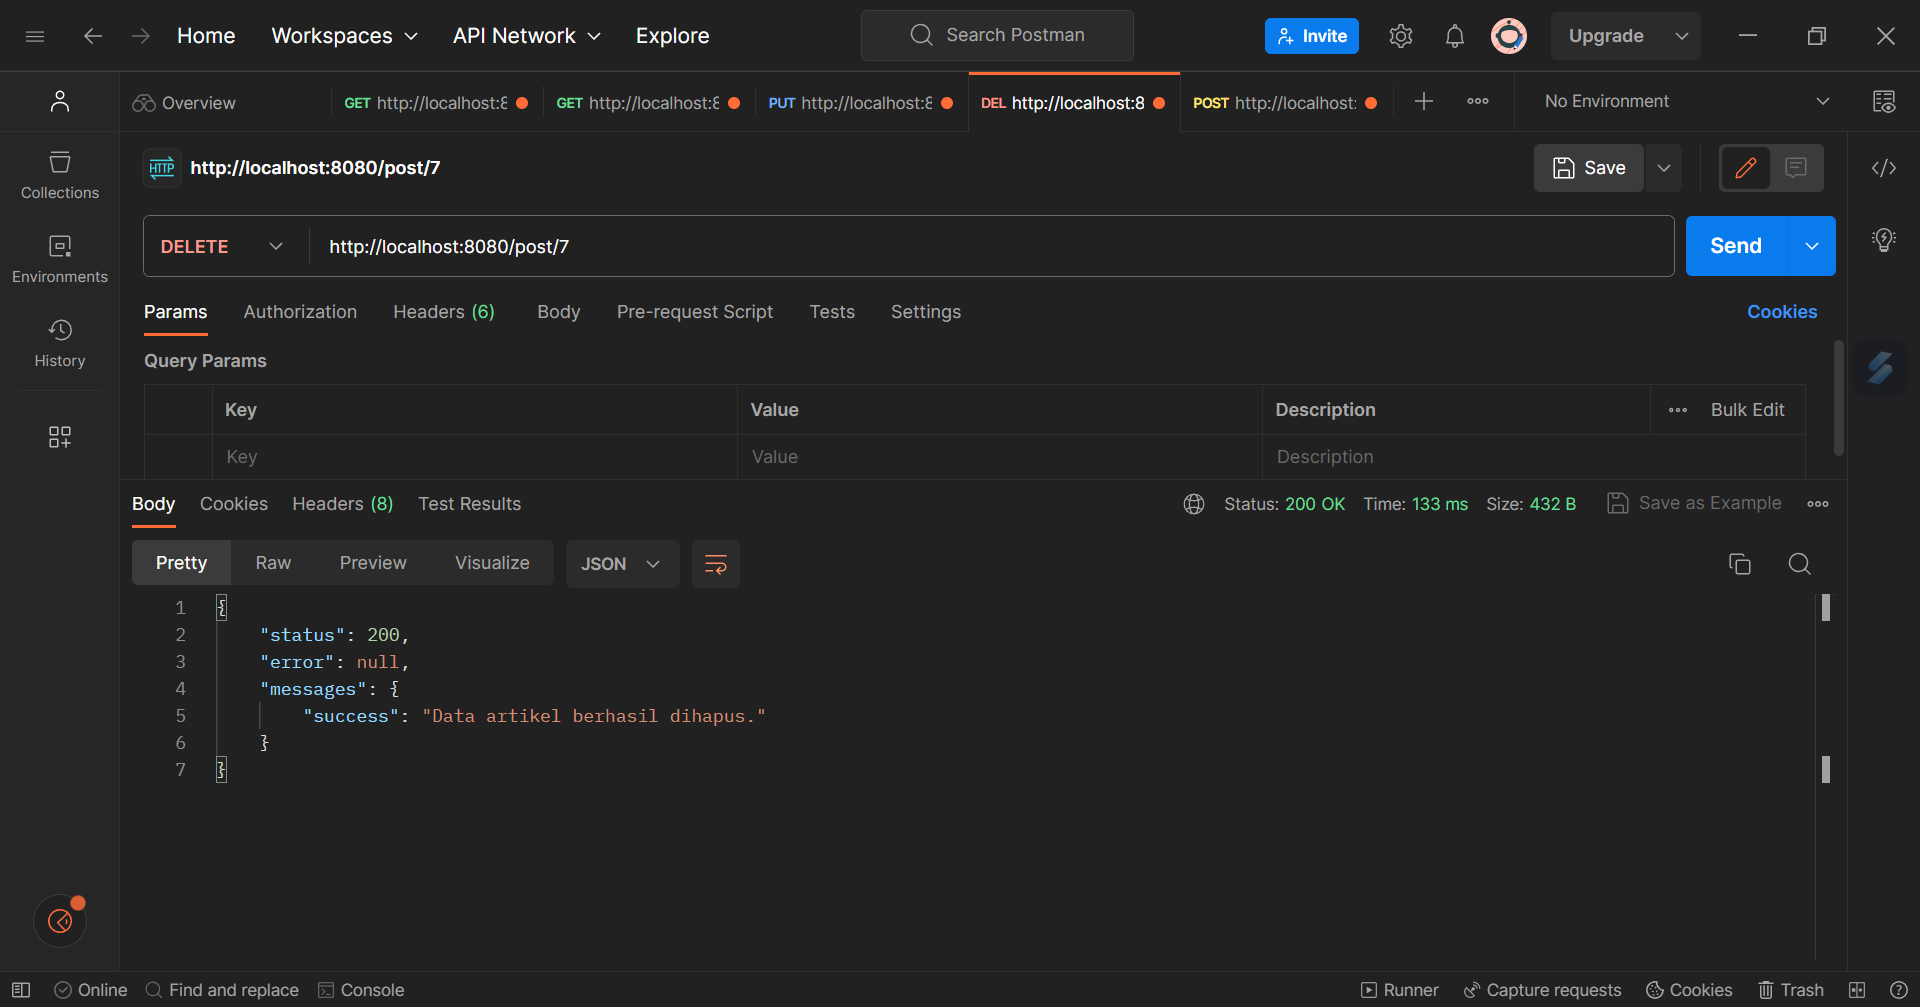 Home Workspaces API Network Explore Search Postman Invite Upgrade
Overview GET http://localhost:8 GET http://localhost:8 PUT http://localhost:8 DEL http://localhost:8 POST http://localhost: No Environment
HTTP http://localhost:8080/post/7 Save
Collections
DELETE http://localhost:8080/post/7 Send
Environments
Params Authorization Headers (6) Body Pre-request Script Tests Settings Cookies
History
Query Params
Key Value Description Bulk Edit
Key Value Description
Body Cookies Headers (8) Test Results Status: 200 OK Time: 133 ms Size: 432 B Save as Example
Pretty Raw Preview Visualize JSON
1 {
2 "status": 200,
3 "error": null,
4 "messages": {
5 "success": "Data artikel berhasil dihapus."
6 }
7 }
Online Find and replace Console Runner Capture requests Cookies Trash